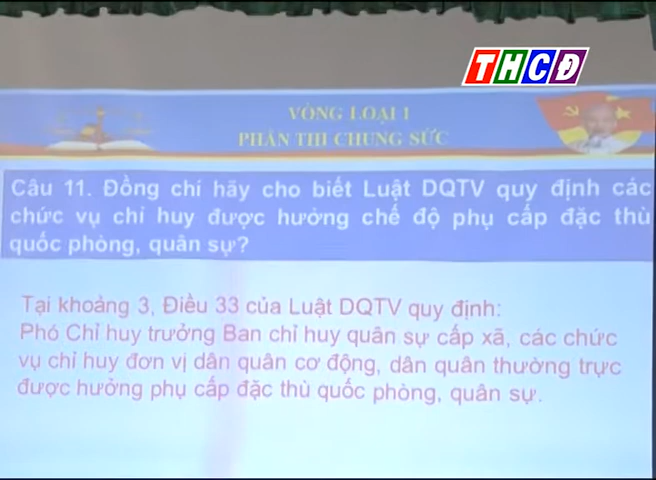 THCĐ
VÒNG LOẠI 1
PHẦN THI CHUNG SỨC
Câu 11. Đồng chí hãy cho biết Luật DQTV quy định các
chức vụ chỉ huy được hưởng chế độ phụ cấp đặc thù
quốc phòng, quân sự?
Tại khoảng 3, Điều 33 của Luật DQTV quy định:
Phó Chỉ huy trưởng Ban chỉ huy quân sự cấp xã, các chức
vụ chỉ huy đơn vị dân quân cơ động, dân quân thường trực
được hưởng phụ cấp đặc thù quốc phòng, quân sự.